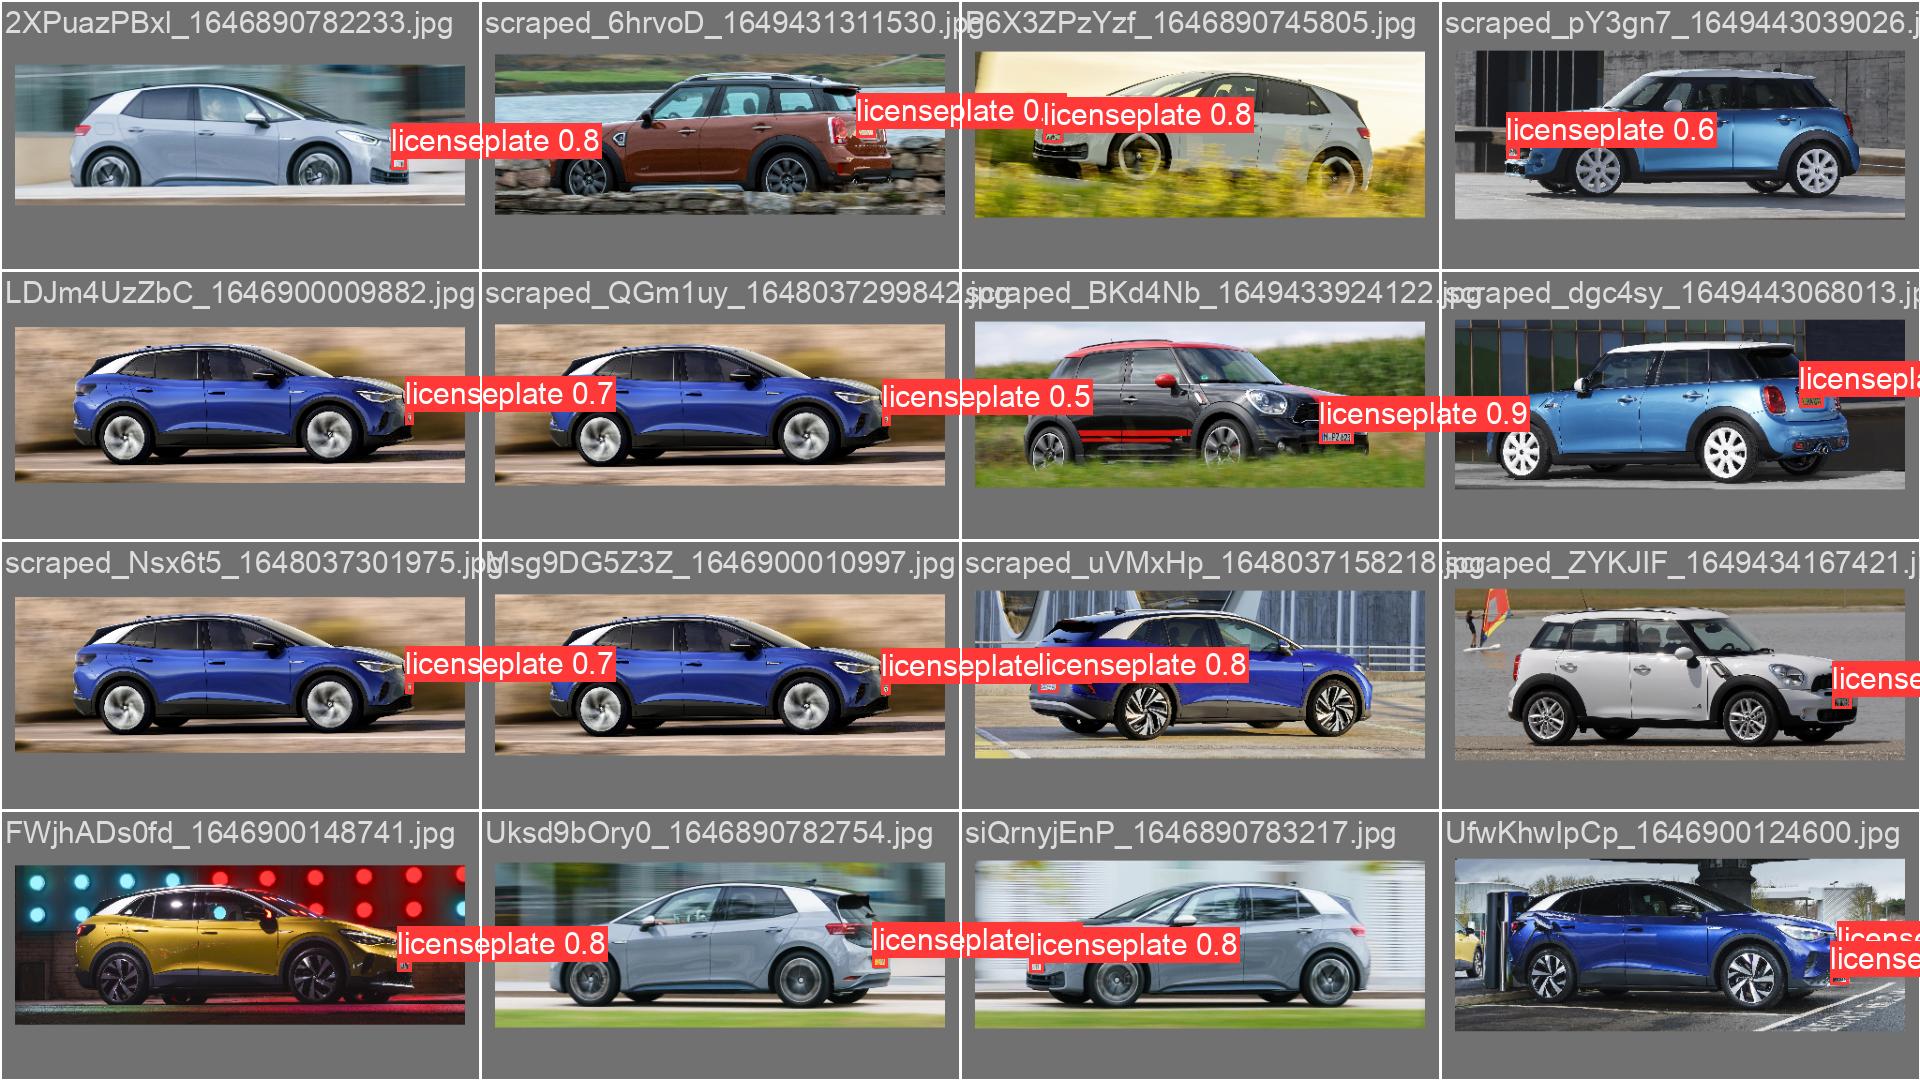 2XPuazPBxl_1646890782233.jpg
scraped_6hrvoD_1649431311530.jpg
P6X3ZPzYzf_1646890745805.jpg
scraped_pY3gn7_1649443039026.j
licenseplate 0.8
licenseplate 0.
licenseplate 0.8
licenseplate 0.6
LDJm4UzZbC_1646900009882.jpg
scraped_QGm1uy_1648037299842.jpg
scraped_BKd4Nb_1649433924122.jpg
scraped_dgc4sy_1649443068013.jp
licenseplate 0.7
licenseplate 0.5
licenseplate 0.9
licensepla
scraped_Nsx6t5_1648037301975.jpg
Msg9DG5Z3Z_1646900010997.jpg
scraped_uVMxHp_1648037158218.jpg
scraped_ZYKJIF_1649434167421.j
licenseplate 0.7
licenseplate
licenseplate 0.8
license
FWjhADs0fd_1646900148741.jpg
Uksd9bOry0_1646890782754.jpg
siQrnyjEnP_1646890783217.jpg
UfwKhwIpCp_1646900124600.jpg
licenseplate 0.8
licenseplate
licenseplate 0.8
license
license